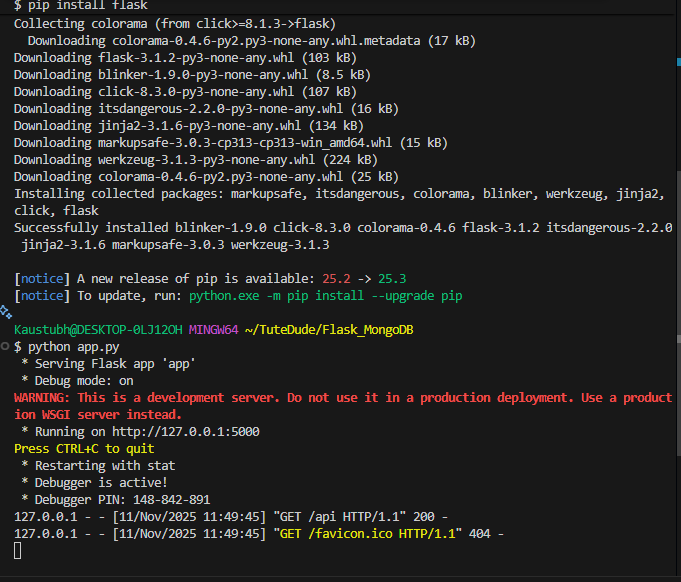 $ pip install flask
Collecting colorama (from click>=8.1.3->flask)
  Downloading colorama-0.4.6-py2.py3-none-any.whl.metadata (17 kB)
Downloading flask-3.1.2-py3-none-any.whl (103 kB)
Downloading blinker-1.9.0-py3-none-any.whl (8.5 kB)
Downloading click-8.3.0-py3-none-any.whl (107 kB)
Downloading itsdangerous-2.2.0-py3-none-any.whl (16 kB)
Downloading jinja2-3.1.6-py3-none-any.whl (134 kB)
Downloading markupsafe-3.0.3-cp313-cp313-win_amd64.whl (15 kB)
Downloading werkzeug-3.1.3-py3-none-any.whl (224 kB)
Downloading colorama-0.4.6-py2.py3-none-any.whl (25 kB)
Installing collected packages: markupsafe, itsdangerous, colorama, blinker, werkzeug, jinja2,
click, flask
Successfully installed blinker-1.9.0 click-8.3.0 colorama-0.4.6 flask-3.1.2 itsdangerous-2.2.0
 jinja2-3.1.6 markupsafe-3.0.3 werkzeug-3.1.3
[notice] A new release of pip is available: 25.2 -> 25.3
[notice] To update, run: python.exe -m pip install --upgrade pip
Kaustubh@DESKTOP-0LJ12OH MINGW64 ~/TuteDude/Flask_MongoDB
$ python app.py
 * Serving Flask app 'app'
 * Debug mode: on
WARNING: This is a development server. Do not use it in a production deployment. Use a product
ion WSGI server instead.
 * Running on http://127.0.0.1:5000
Press CTRL+C to quit
 * Restarting with stat
 * Debugger is active!
 * Debugger PIN: 148-842-891
127.0.0.1 - - [11/Nov/2025 11:49:45] "GET /api HTTP/1.1" 200 -
127.0.0.1 - - [11/Nov/2025 11:49:45] "GET /favicon.ico HTTP/1.1" 404 -